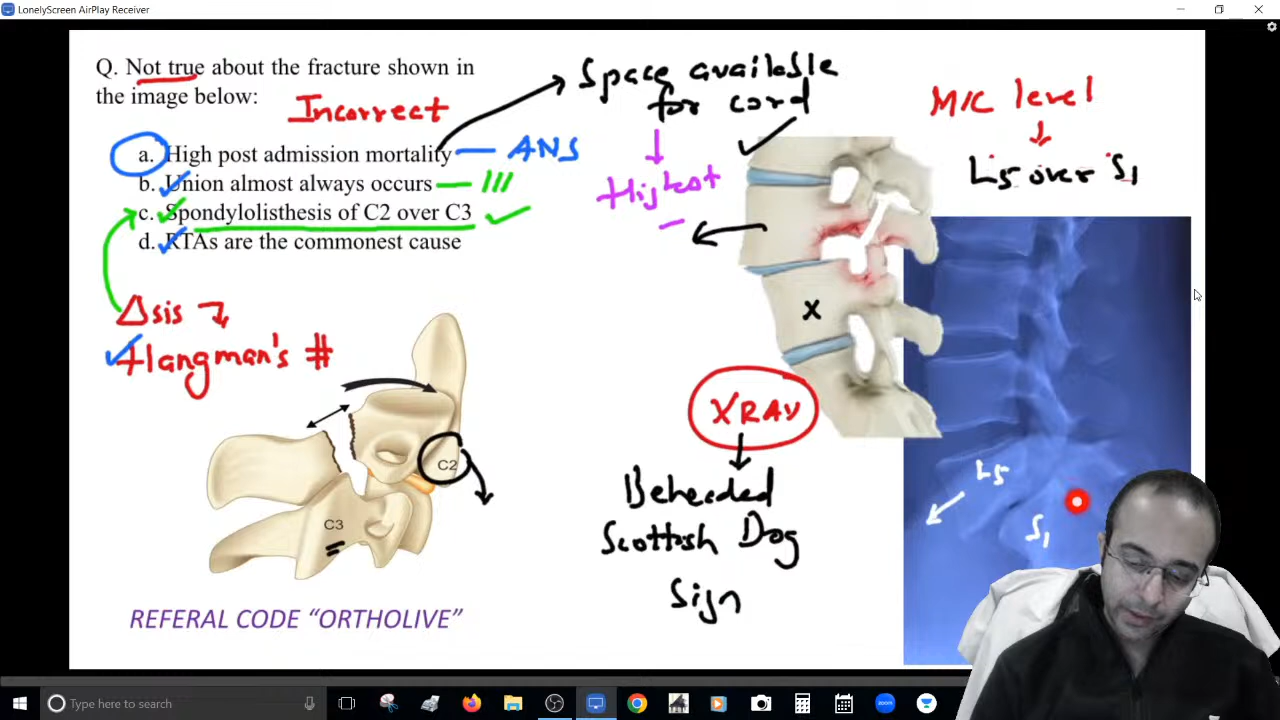 LonelyScreen AirPlay Receiver
Q. Not true about the fracture shown in
the image below:
Incorrect
a. High post admission mortality — ANS
b. Union almost always occurs
c. Spondylolisthesis of C2 over C3
d. RTAs are the commonest cause
Δsis
Hangman's #
C2
C3
REFERAL CODE “ORTHOLIVE”
Space available
for cord
Highest
X
XRAY
Beheaded
Scottosh Dog
Sign
M/C level
L5 over S1
L5
S1
Type here to search
zoom